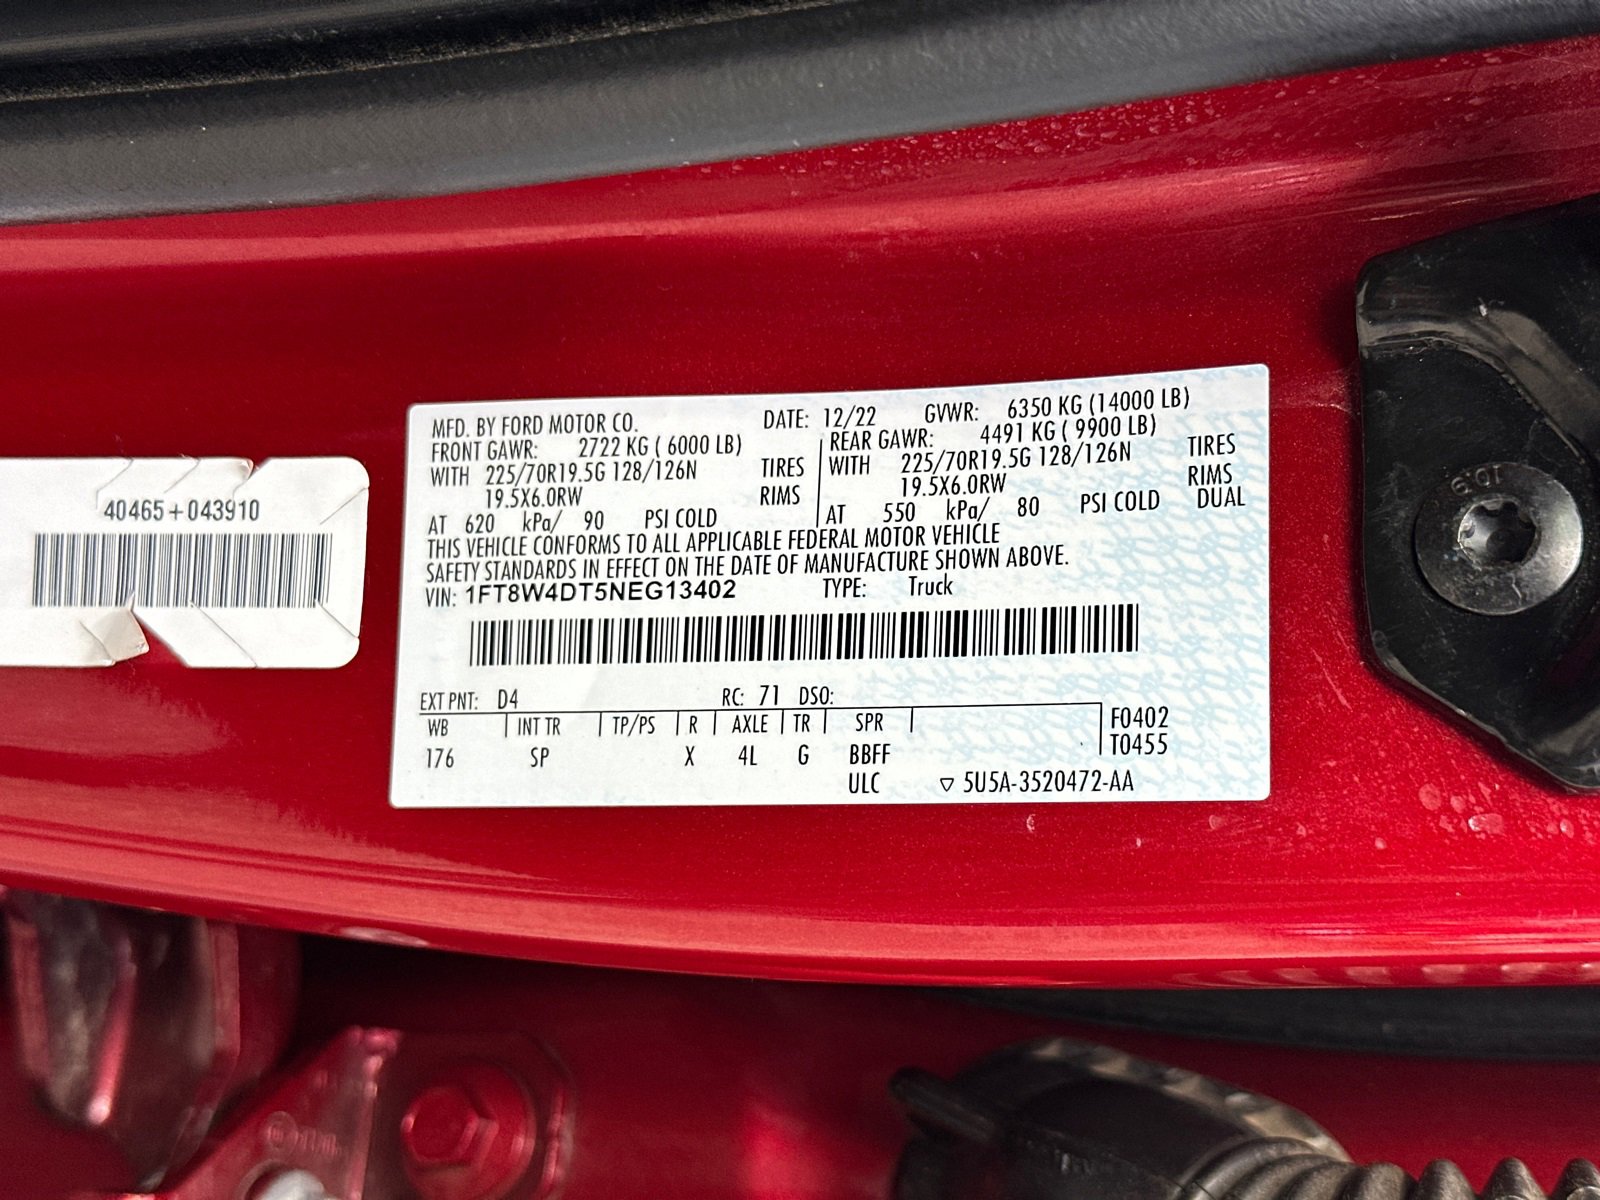 MFD. BY FORD MOTOR CO. DATE: 12/22 GVWR: 6350 KG (14000 LB)
FRONT GAWR: 2722 KG ( 6000 LB) REAR GAWR: 4491 KG ( 9900 LB)
WITH 225/70R19.5G 128/126N TIRES WITH 225/70R19.5G 128/126N TIRES
19.5X6.0RW RIMS 19.5X6.0RW RIMS
AT 620 kPa/ 90 PSI COLD AT 550 kPa/ 80 PSI COLD DUAL
THIS VEHICLE CONFORMS TO ALL APPLICABLE FEDERAL MOTOR VEHICLE
SAFETY STANDARDS IN EFFECT ON THE DATE OF MANUFACTURE SHOWN ABOVE.
VIN: 1FT8W4DT5NEG13402 TYPE: Truck
EXT PNT: D4 RC: 71 DSO:
WB INT TR TP/PS R AXLE TR SPR F0402
176 SP X 4L G BBFF T0455
ULC ▽ 5U5A-3520472-AA
40465+043910
10.9